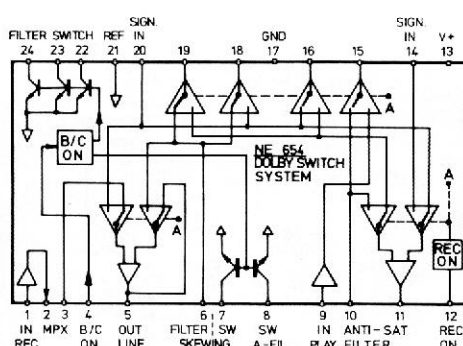 SIGN. SIGN.
FILTER SWITCH REF IN GND IN V+
24 23 22 21 20 19 18 17 16 15 14 13
A
B/C ON
NE 654
DOLBY SWITCH
SYSTEM
A
REC ON
1 2 3 4 5 6 7 8 9 10 11 12
IN MPX B/C OUT FILTER SW SW IN ANTI-SAT REC
REC ON LINE SKEWING A-FIL PLAY FILTER ON